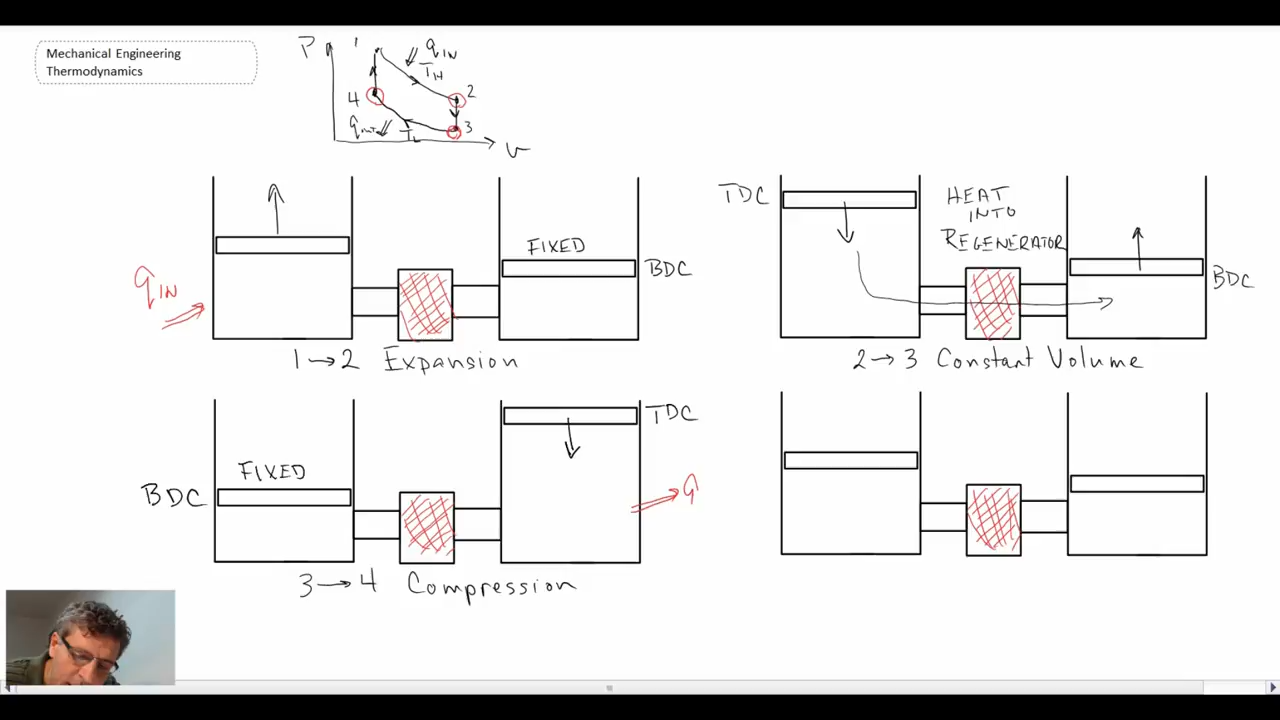 Mechanical Engineering
Thermodynamics
P
1
q IN
T H
2
4
3
q out
T L
v
FIXED
BDC
q IN
1→2 Expansion
TDC
HEAT
INTO
REGENERATOR
BDC
2→3 Constant Volume
FIXED
BDC
TDC
q
3→4 Compression